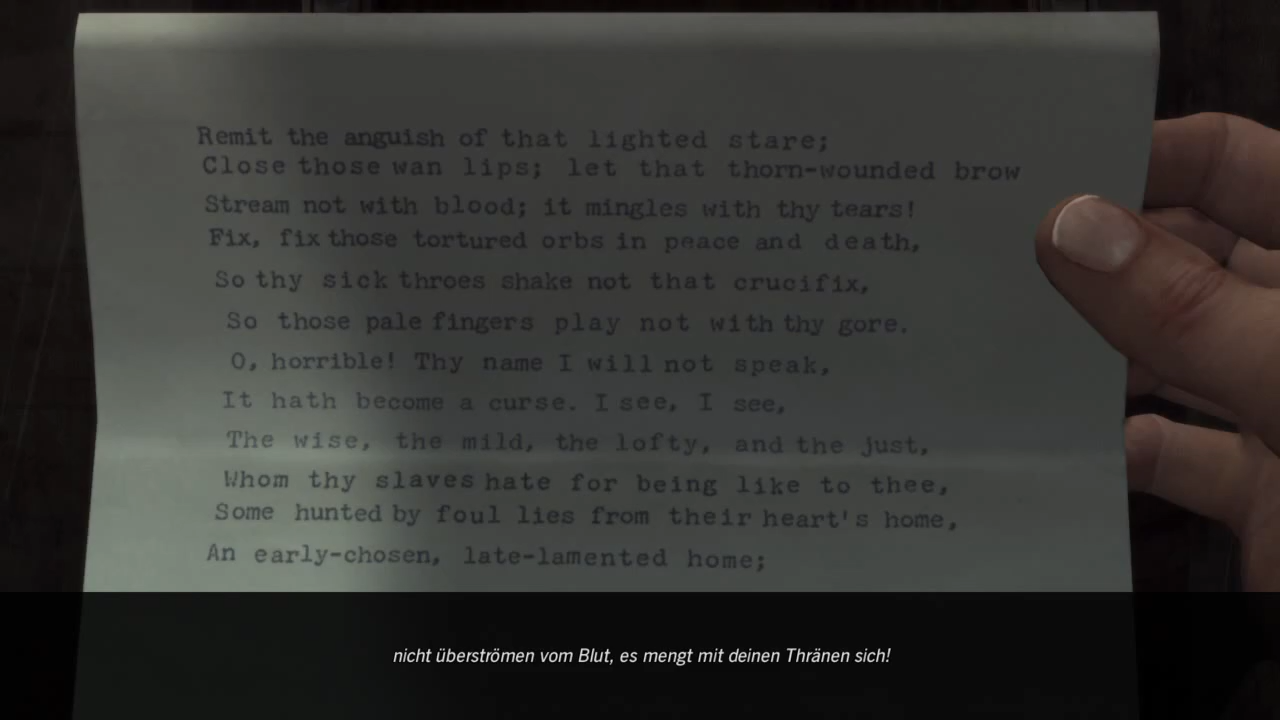 Remit the anguish of that lighted stare;
Close those wan lips; let that thorn-wounded brow
Stream not with blood; it mingles with thy tears!
Fix, fix those tortured orbs in peace and death,
So thy sick throes shake not that crucifix,
So those pale fingers play not with thy gore.
O, horrible! Thy name I will not speak,
It hath become a curse. I see, I see,
The wise, the mild, the lofty, and the just,
Whom thy slaves hate for being like to thee,
Some hunted by foul lies from their heart's home,
An early-chosen, late-lamented home;
nicht überströmen vom Blut, es mengt mit deinen Thränen sich!